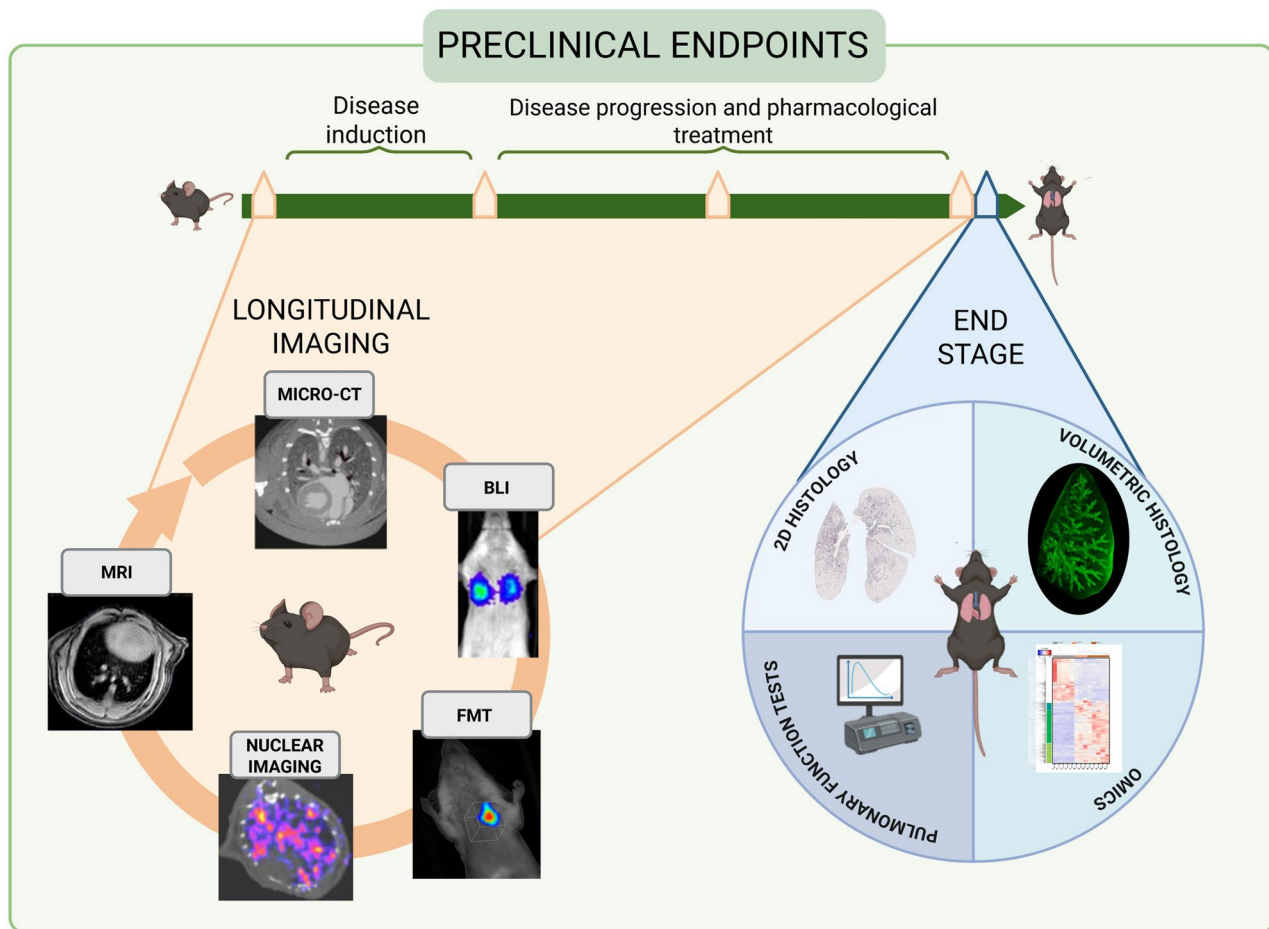 PRECLINICAL ENDPOINTS
Disease
induction
Disease progression and pharmacological
treatment
LONGITUDINAL
IMAGING
END
STAGE
MICRO-CT
BLI
MRI
FMT
NUCLEAR
IMAGING
2D HISTOLOGY
VOLUMETRIC HISTOLOGY
PULMONARY FUNCTION TESTS
OMICS